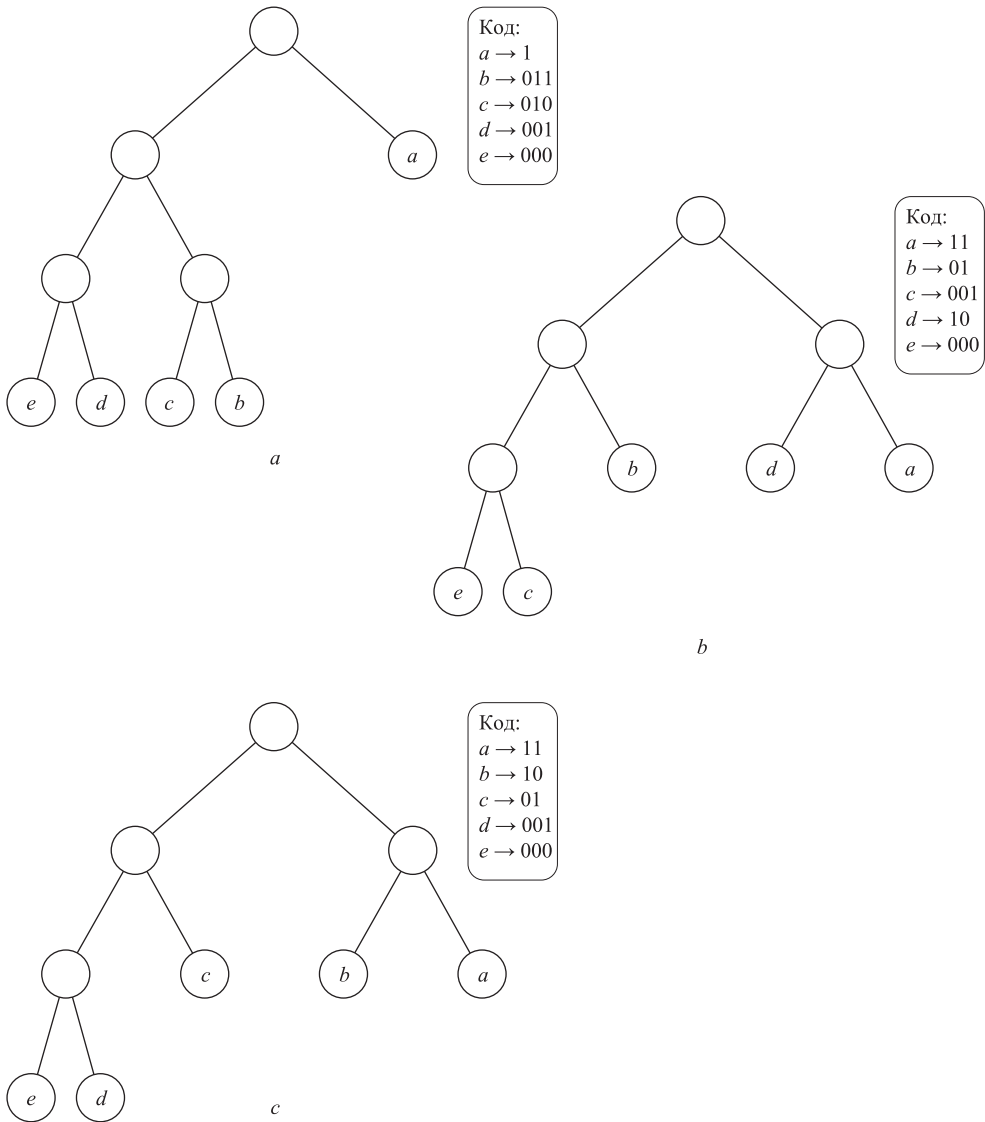 Код:
a → 1
b → 011
c → 010
d → 001
e → 000
a
e d c b
a
Код:
a → 11
b → 01
c → 001
d → 10
e → 000
b d a
e c
b
Код:
a → 11
b → 10
c → 01
d → 001
e → 000
c b a
e d
c